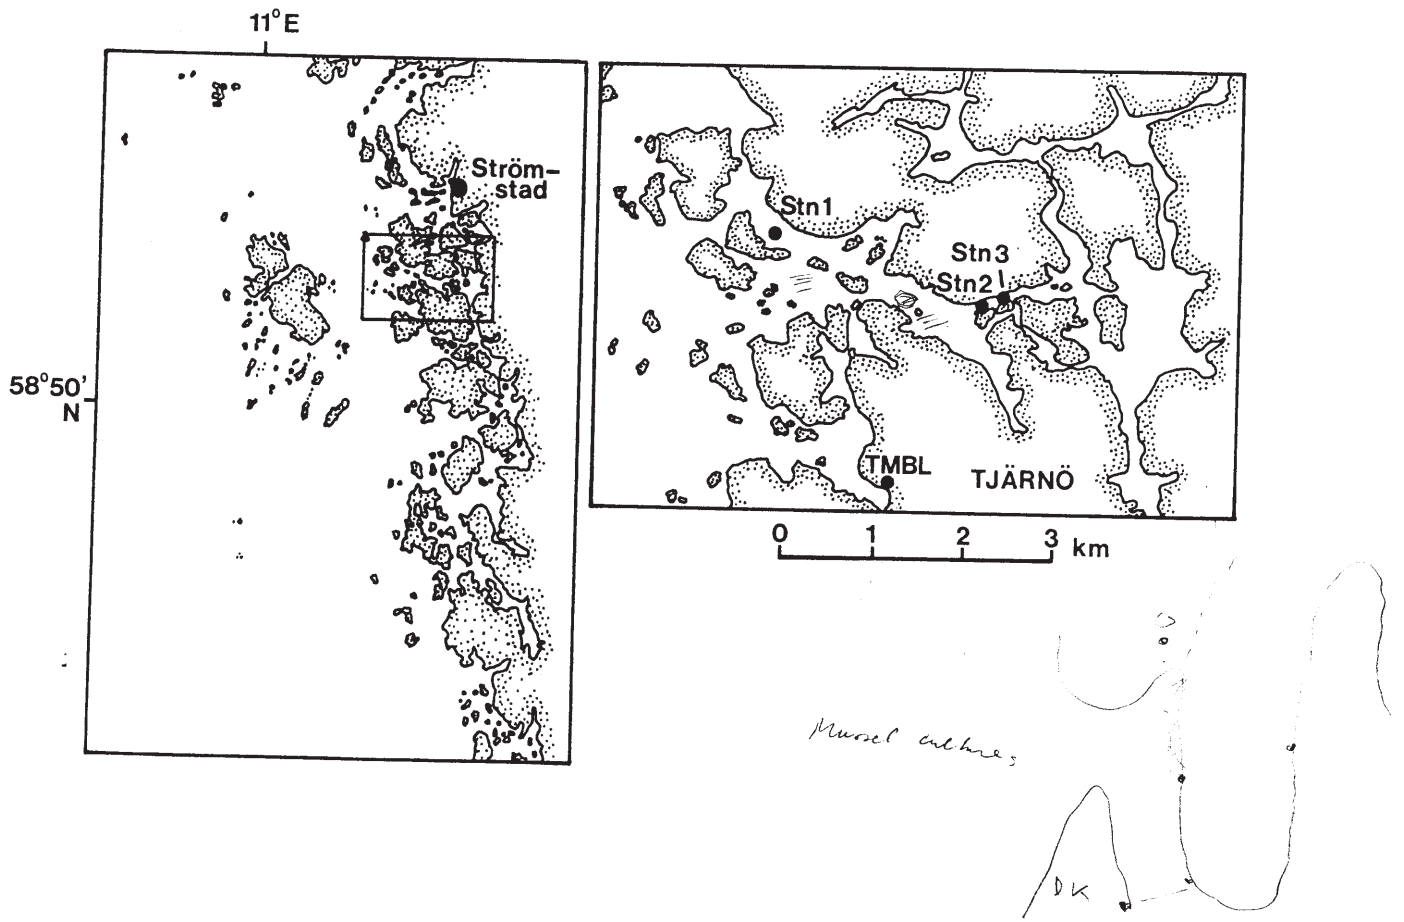 11°E
Ström-
stad
58°50'
N
Stn1
Stn3
Stn2
TMBL
TJÄRNÖ
0 1 2 3 km
Mussel cultures
DK